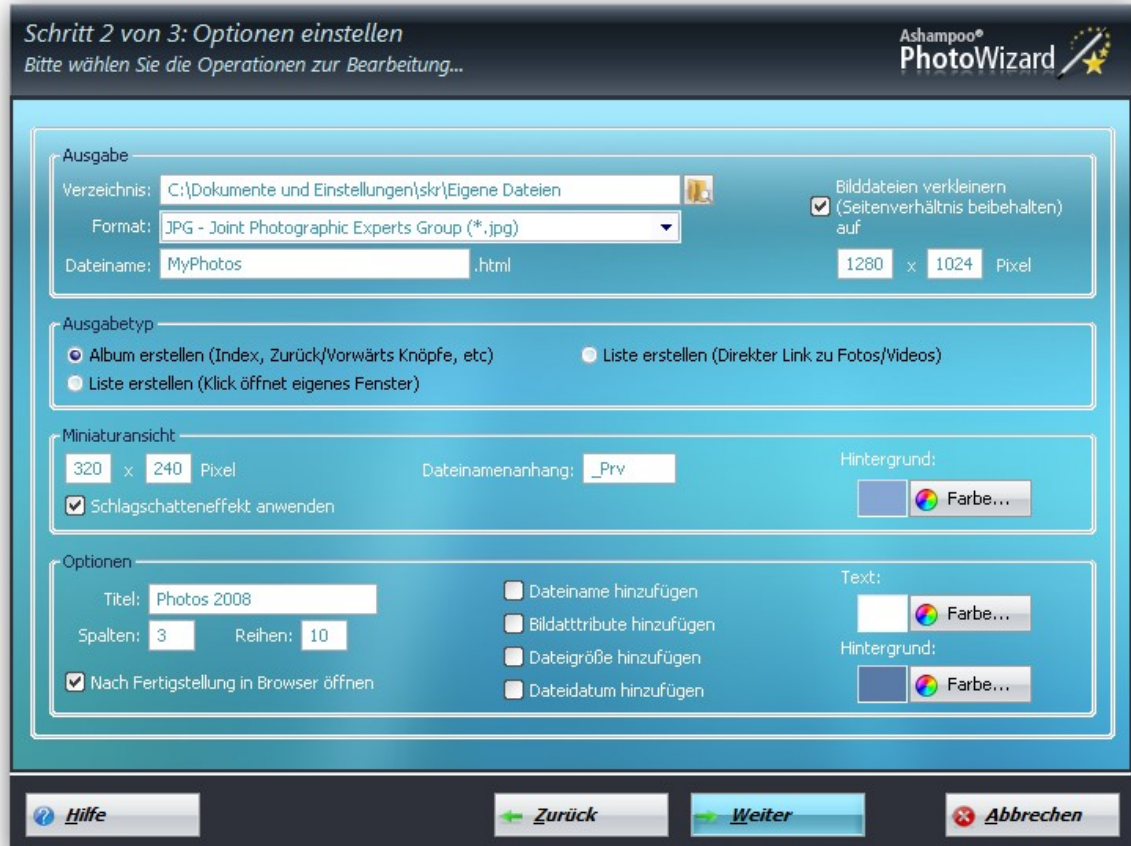 Schritt 2 von 3: Optionen einstellen
Bitte wählen Sie die Operationen zur Bearbeitung...
Ashampoo®
PhotoWizard
Ausgabe
Verzeichnis: C:\Dokumente und Einstellungen\skr\Eigene Dateien
Format: JPG - Joint Photographic Experts Group (*.jpg)
Dateiname: MyPhotos .html
Bilddateien verkleinern
(Seitenverhältnis beibehalten)
auf
1280 x 1024 Pixel
Ausgabetyp
Album erstellen (Index, Zurück/Vorwärts Knöpfe, etc)
Liste erstellen (Direkter Link zu Fotos/Videos)
Liste erstellen (Klick öffnet eigenes Fenster)
Miniaturansicht
320 x 240 Pixel
Dateinamenanhang: _Prv
Hintergrund:
Farbe...
Schlagschatteneffekt anwenden
Optionen
Titel: Photos 2008
Spalten: 3 Reihen: 10
Nach Fertigstellung in Browser öffnen
Dateiname hinzufügen
Bildatttribute hinzufügen
Dateigröße hinzufügen
Dateidatum hinzufügen
Text:
Farbe...
Hintergrund:
Farbe...
Hilfe
Zurück
Weiter
Abbrechen